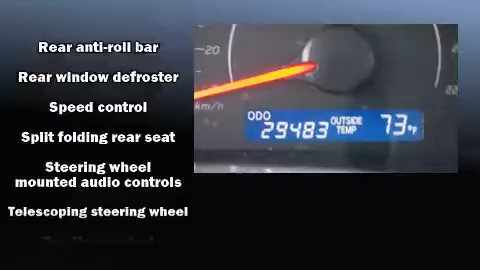 Rear anti-roll bar
Rear window defroster
Speed control
Split folding rear seat
Steering wheel
mounted audio controls
Telescoping steering wheel
20
km/h
ODO
29483
OUTSIDE
TEMP
73°F